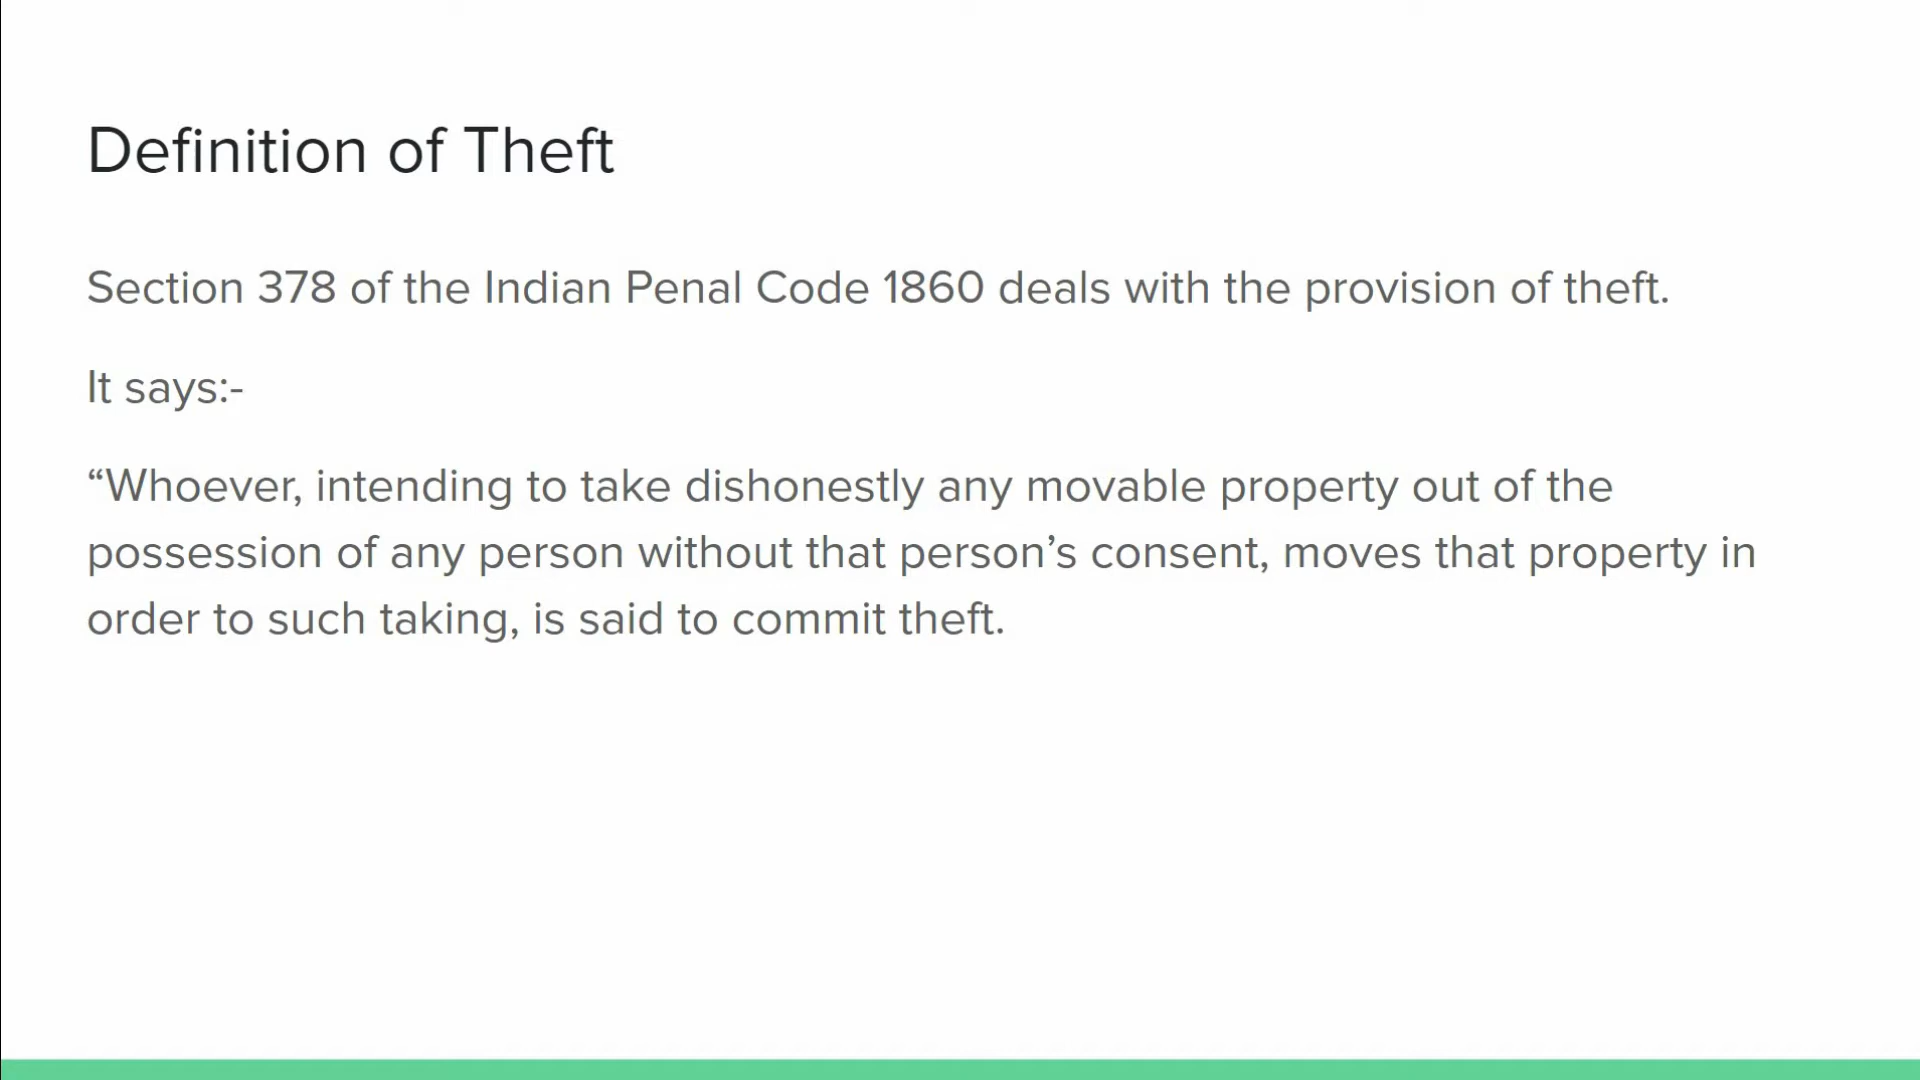 Definition of Theft
Section 378 of the Indian Penal Code 1860 deals with the provision of theft.
It says:-
“Whoever, intending to take dishonestly any movable property out of the
possession of any person without that person’s consent, moves that property in
order to such taking, is said to commit theft.